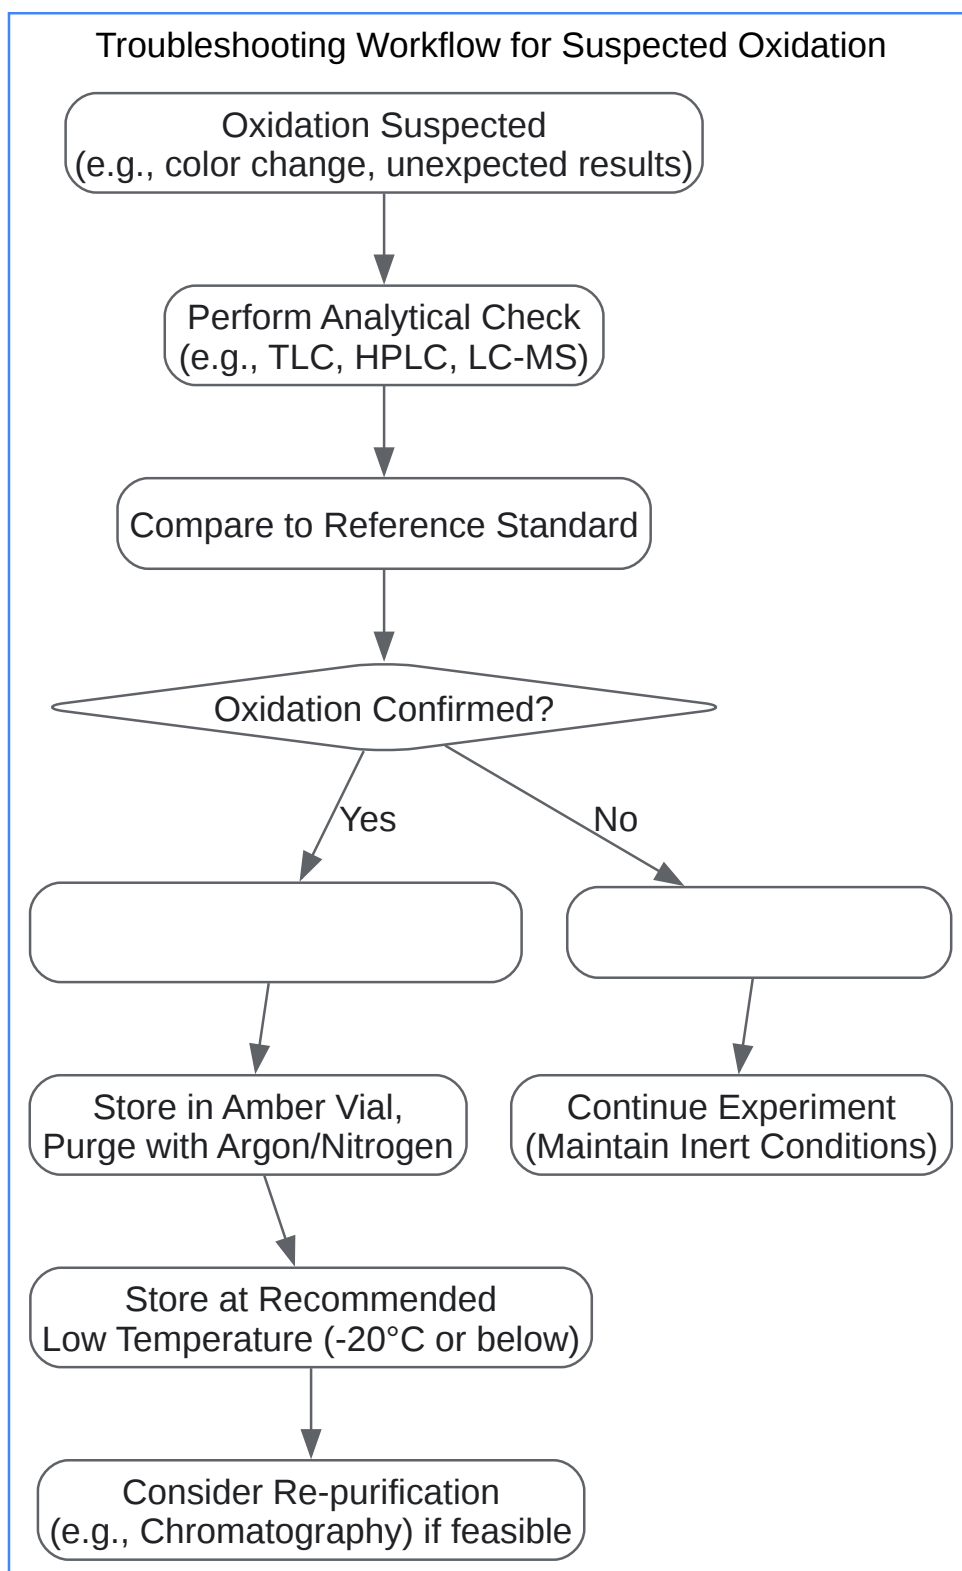 Troubleshooting Workflow for Suspected Oxidation
Oxidation Suspected
(e.g., color change, unexpected results)
Perform Analytical Check
(e.g., TLC, HPLC, LC-MS)
Compare to Reference Standard
Oxidation Confirmed?
Yes
No
Store in Amber Vial,
Purge with Argon/Nitrogen
Continue Experiment
(Maintain Inert Conditions)
Store at Recommended
Low Temperature (-20°C or below)
Consider Re-purification
(e.g., Chromatography) if feasible